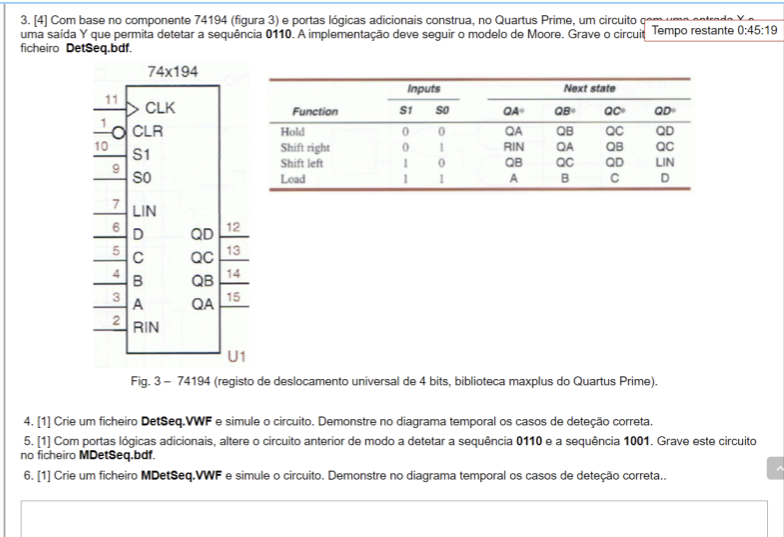 3. [4] Com base no componente 74194 (figura 3) e portas lógicas adicionais construa, no Quartus Prime, um circuito
uma saída Y que permita detetar a sequência 0110. A implementação deve seguir o modelo de Moore. Grave o
Tempo restante 0:45:19
ficheiro DetSeq.bdf.
74x194
11 CLK
1 CLR
10 S1
9 S0
7 LIN
6 D QD 12
5 C QC 13
4 B QB 14
3 A QA 15
2 RIN
U1
Inputs Next state
Function S1 S0 QA* QB* QC* QD*
Hold 0 0 QA QB QC QD
Shift right 0 1 RIN QA QB QC
Shift left 1 0 QB QC QD LIN
Load 1 1 A B C D
Fig. 3 – 74194 (registo de deslocamento universal de 4 bits, biblioteca maxplus do Quartus Prime).
4. [1] Crie um ficheiro DetSeq.VWF e simule o circuito. Demonstre no diagrama temporal os casos de deteção correta.
5. [1] Com portas lógicas adicionais, altere o circuito anterior de modo a detetar a sequência 0110 e a sequência 1001. Grave este circuito
no ficheiro MDetSeq.bdf.
6. [1] Crie um ficheiro MDetSeq.VWF e simule o circuito. Demonstre no diagrama temporal os casos de deteção correta..